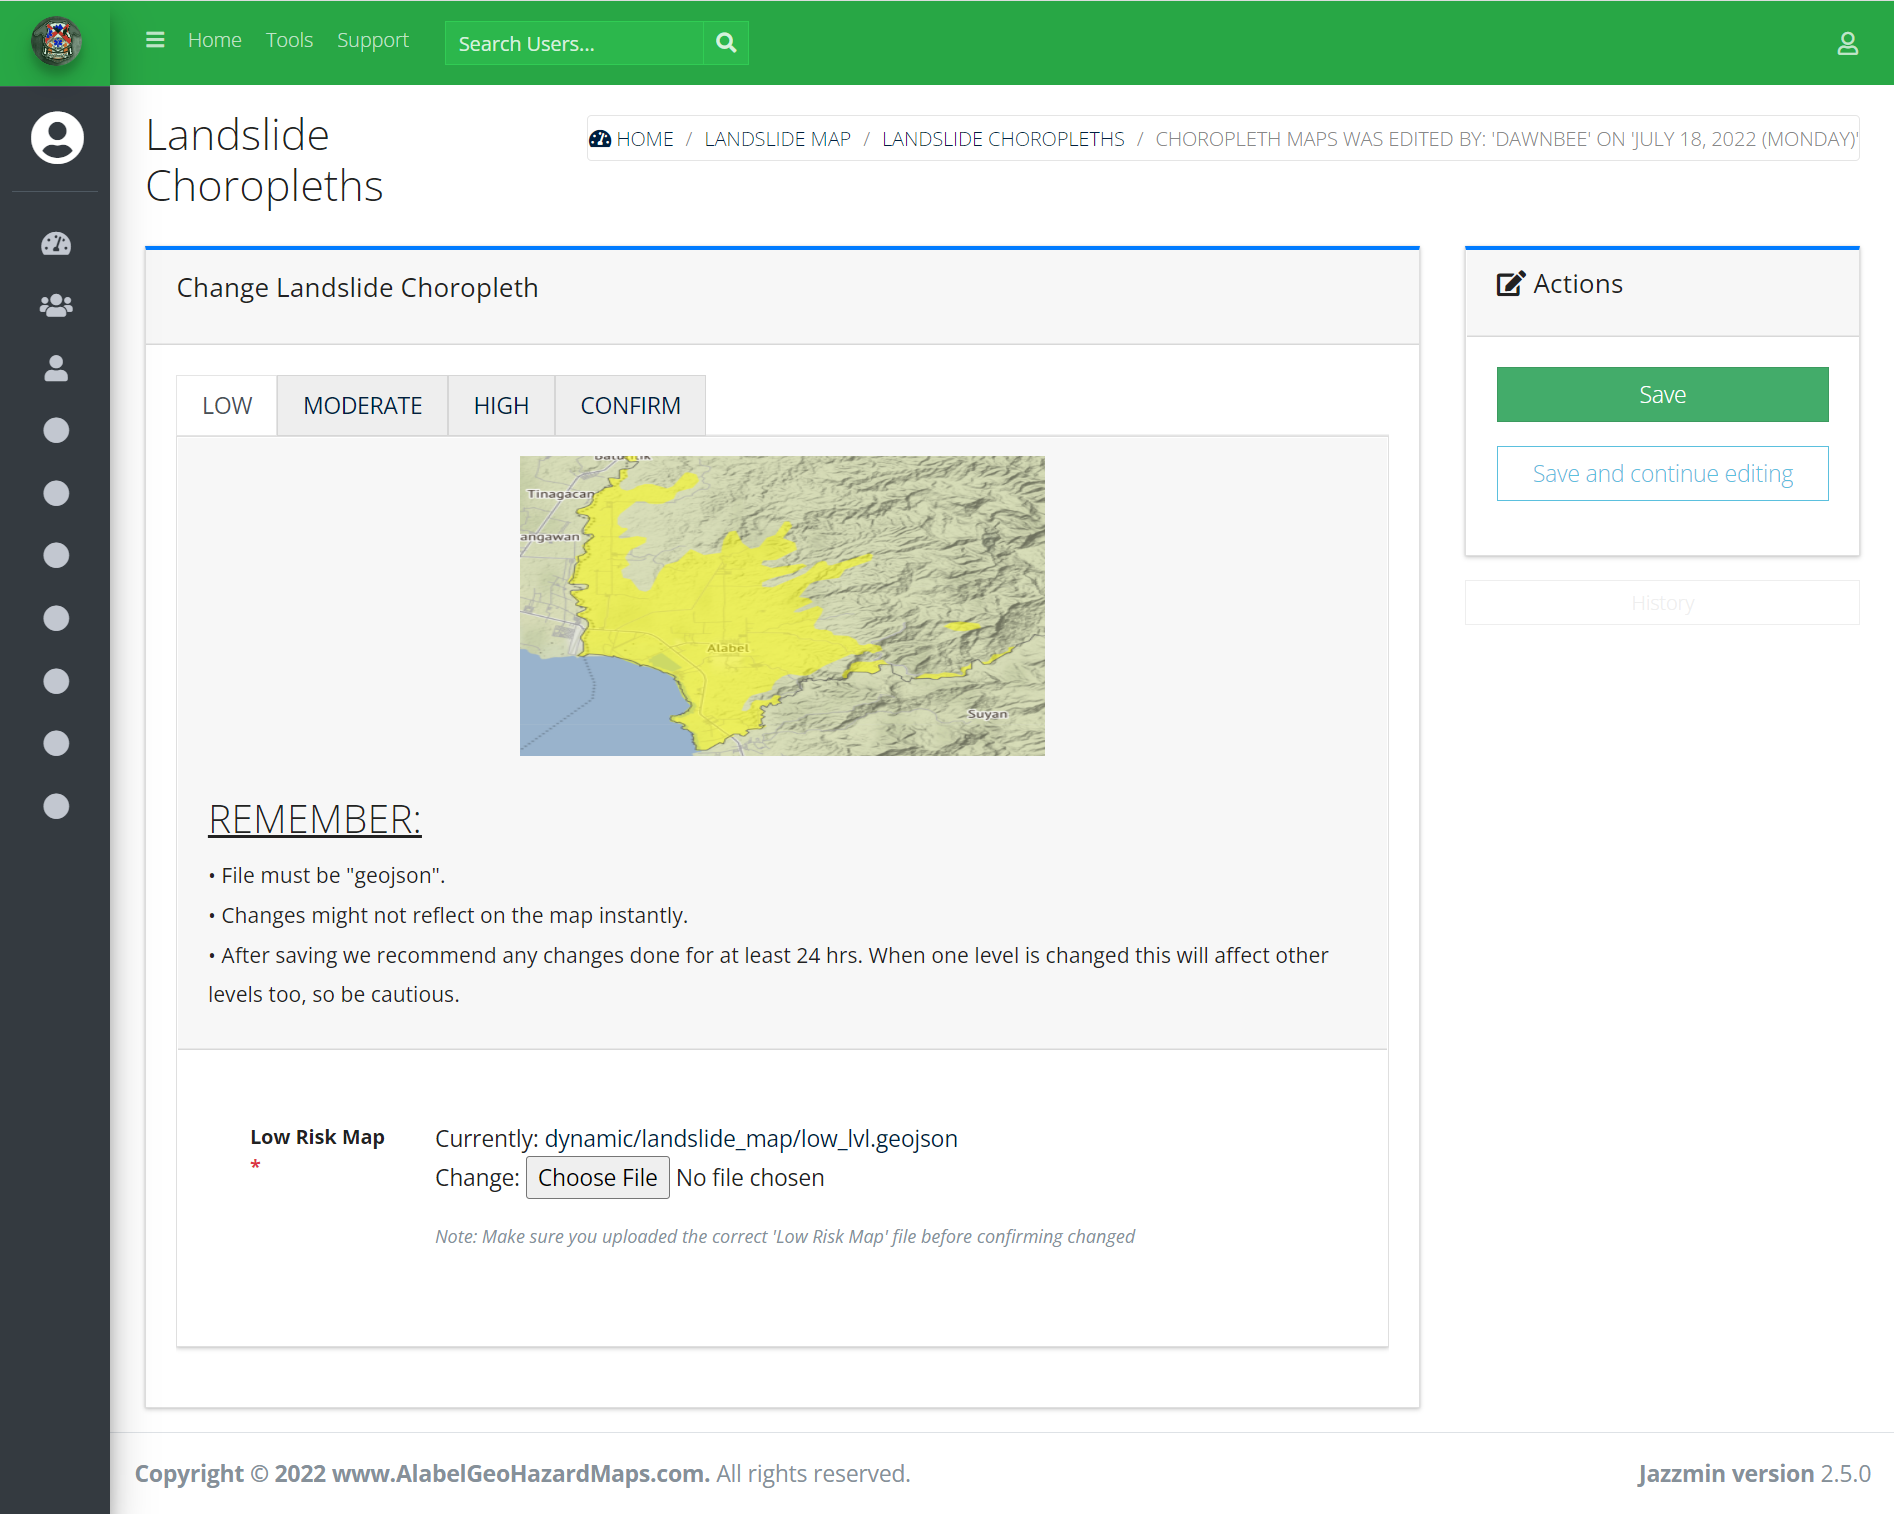 Home Tools Support Search Users...
Landslide
Choropleths
HOME / LANDSLIDE MAP / LANDSLIDE CHOROPLETHS / CHOROPLETH MAPS WAS EDITED BY: 'DAWNBEE' ON 'JULY 18, 2022 (MONDAY)'
Change Landslide Choropleth
LOW MODERATE HIGH CONFIRM
Tinagacan
angawan
Alabel
Suyan
REMEMBER:
• File must be "geojson".
• Changes might not reflect on the map instantly.
• After saving we recommend any changes done for at least 24 hrs. When one level is changed this will affect other
levels too, so be cautious.
Low Risk Map
*
Currently: dynamic/landslide_map/low_lvl.geojson
Change: Choose File No file chosen
Note: Make sure you uploaded the correct 'Low Risk Map' file before confirming changed
Actions
Save
Save and continue editing
History
Copyright © 2022 www.AlabelGeoHazardMaps.com. All rights reserved.
Jazzmin version 2.5.0